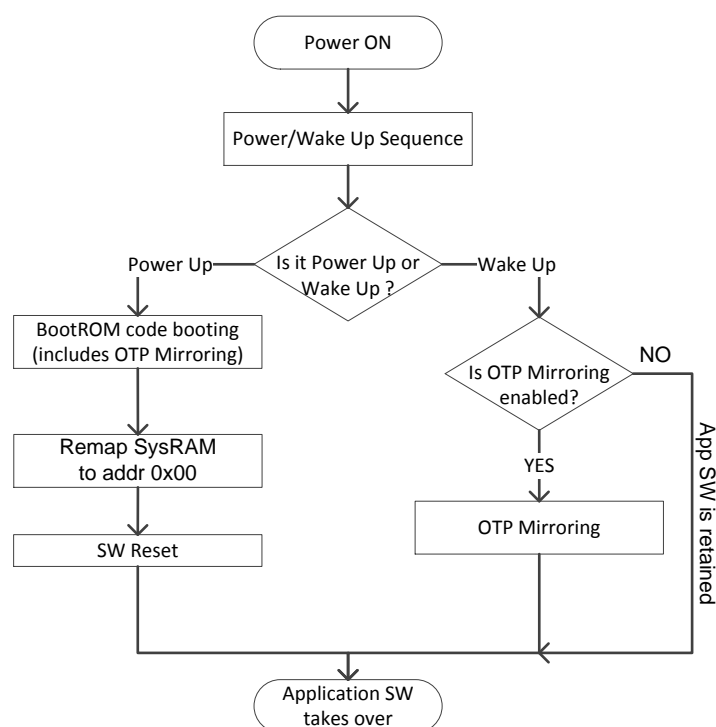 Power ON
Power/Wake Up Sequence
Is it Power Up or
Wake Up ?
Power Up
Wake Up
BootROM code booting
(includes OTP Mirroring)
Is OTP Mirroring
enabled?
NO
App SW is retained
Remap SysRAM
to addr 0x00
YES
SW Reset
OTP Mirroring
Application SW
takes over